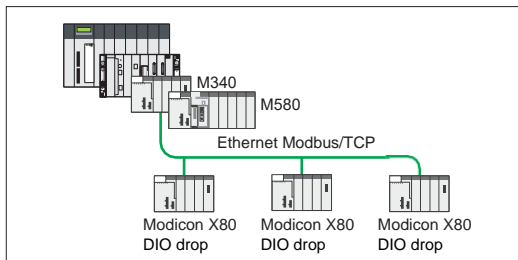 M340
M580
Ethernet Modbus/TCP
Modicon X80
DIO drop
Modicon X80
DIO drop
Modicon X80
DIO drop